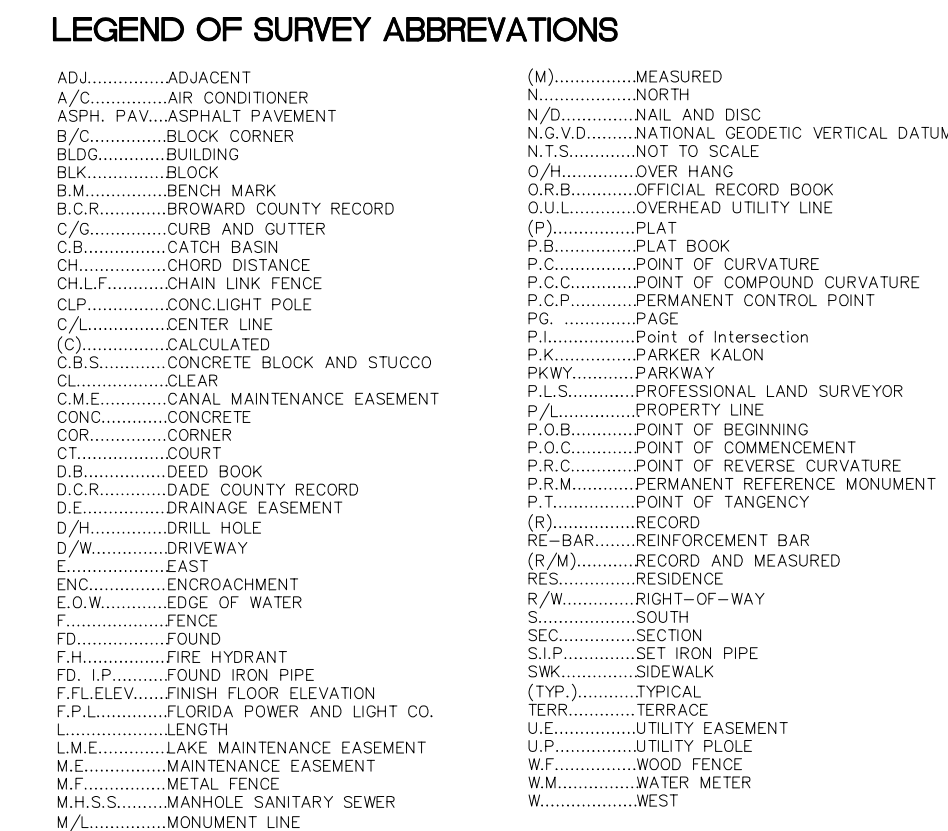 LEGEND OF SURVEY ABBREVATIONS
ADJ...............ADJACENT
A/C..............AIR CONDITIONER
ASPH. PAV....ASPHALT PAVEMENT
B/C..............BLOCK CORNER
BLDG............BUILDING
BLK..............BLOCK
B.M..............BENCH MARK
B.C.R............BROWARD COUNTY RECORD
C/G..............CURB AND GUTTER
C.B...............CATCH BASIN
CH................CHORD DISTANCE
CH.L.F...........CHAIN LINK FENCE
CLP..............CONC.LIGHT POLE
C/L..............CENTER LINE
(C)...............CALCULATED
C.B.S............CONCRETE BLOCK AND STUCCO
CL................CLEAR
C.M.E............CANAL MAINTENANCE EASEMENT
CONC............CONCRETE
COR..............CORNER
CT................COURT
D.B...............DEED BOOK
D.C.R............DADE COUNTY RECORD
D.E...............DRAINAGE EASEMENT
D/H..............DRILL HOLE
D/W..............DRIVEWAY
E..................EAST
ENC..............ENCROACHMENT
E.O.W............EDGE OF WATER
F..................FENCE
FD................FOUND
F.H...............FIRE HYDRANT
FD. I.P..........FOUND IRON PIPE
F.FL.ELEV......FINISH FLOOR ELEVATION
F.P.L.............FLORIDA POWER AND LIGHT CO.
L..................LENGTH
L.M.E............LAKE MAINTENANCE EASEMENT
M.E..............MAINTENANCE EASEMENT
M.F..............METAL FENCE
M.H.S.S.........MANHOLE SANITARY SEWER
M/L..............MONUMENT LINE
(M)...............MEASURED
N..................NORTH
N/D..............NAIL AND DISC
N.G.V.D.........NATIONAL GEODETIC VERTICAL DATUM
N.T.S............NOT TO SCALE
O/H..............OVER HANG
O.R.B............OFFICIAL RECORD BOOK
O.U.L............OVERHEAD UTILITY LINE
(P)...............PLAT
P.B...............PLAT BOOK
P.C...............POINT OF CURVATURE
P.C.C............POINT OF COMPOUND CURVATURE
P.C.P............PERMANENT CONTROL POINT
PG. .............PAGE
P.I................Point of Intersection
P.K...............PARKER KALON
PKWY............PARKWAY
P.L.S............PROFESSIONAL LAND SURVEYOR
P/L..............PROPERTY LINE
P.O.B............POINT OF BEGINNING
P.O.C............POINT OF COMMENCEMENT
P.R.C............POINT OF REVERSE CURVATURE
P.R.M............PERMANENT REFERENCE MONUMENT
P.T...............POINT OF TANGENCY
(R)...............RECORD
RE-BAR........REINFORCEMENT BAR
(R/M)...........RECORD AND MEASURED
RES..............RESIDENCE
R/W..............RIGHT-OF-WAY
S..................SOUTH
SEC..............SECTION
S.I.P.............SET IRON PIPE
SWK..............SIDEWALK
(TYP.)...........TYPICAL
TERR............TERRACE
U.E...............UTILITY EASEMENT
U.P...............UTILITY PLOLE
W.F...............WOOD FENCE
W.M..............WATER METER
W..................WEST